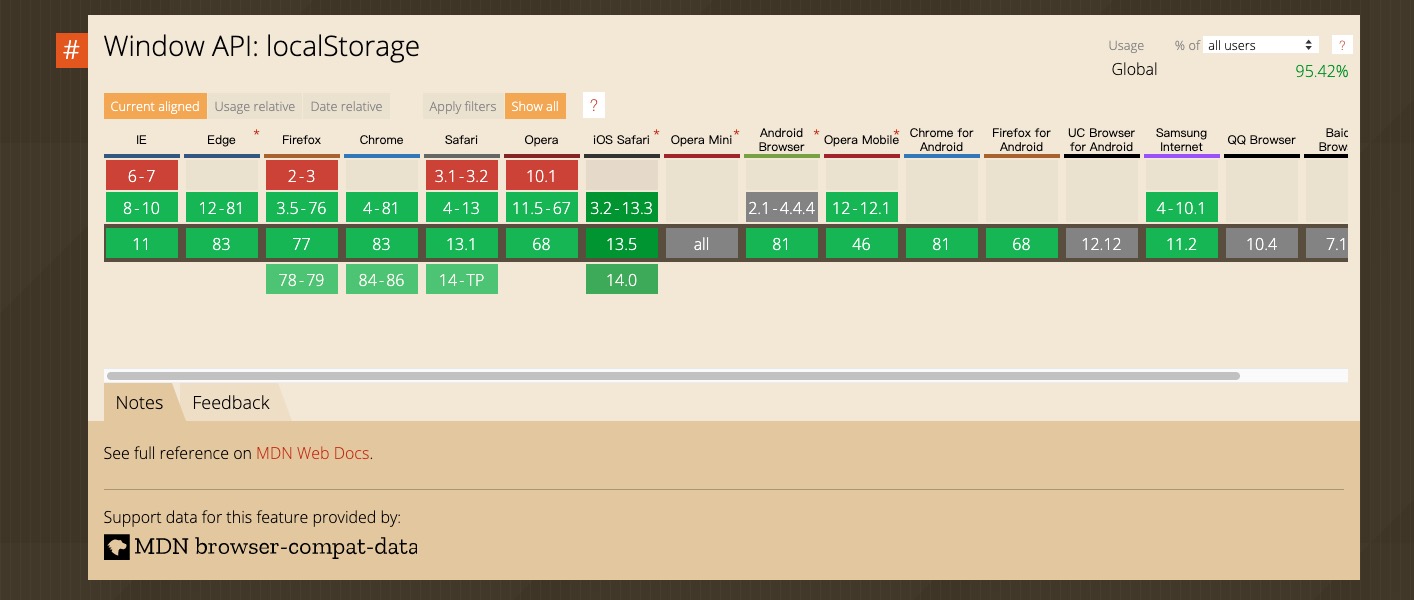 #
Window API: localStorage
Usage % of all users ?
Global 95.42%
Current aligned Usage relative Date relative Apply filters Show all ?
IE Edge * Firefox Chrome Safari Opera iOS Safari * Opera Mini * Android Browser * Opera Mobile * Chrome for Android Firefox for Android UC Browser for Android Samsung Internet QQ Browser
6-7 2-3 3.1-3.2 10.1
8-10 12-81 3.5-76 4-81 4-13 11.5-67 3.2-13.3 2.1-4.4.4 12-12.1 4-10.1
11 83 77 83 13.1 68 13.5 all 81 46 81 68 12.12 11.2 10.4 7.1
78-79 84-86 14-TP 14.0
Notes Feedback
See full reference on MDN Web Docs.
Support data for this feature provided by:
MDN browser-compat-data